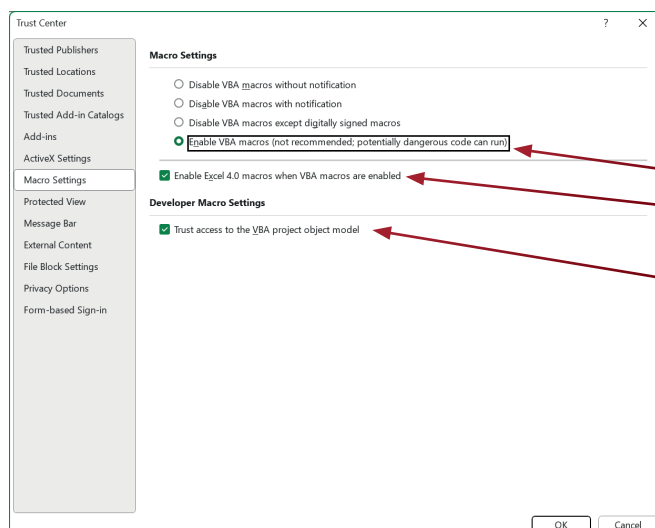 Trust Center
?
Trusted Publishers
Trusted Locations
Trusted Documents
Trusted Add-in Catalogs
Add-ins
ActiveX Settings
Macro Settings
Protected View
Message Bar
External Content
File Block Settings
Privacy Options
Form-based Sign-in
Macro Settings
Disable VBA macros without notification
Disable VBA macros with notification
Disable VBA macros except digitally signed macros
Enable VBA macros (not recommended; potentially dangerous code can run)
Enable Excel 4.0 macros when VBA macros are enabled
Developer Macro Settings
Trust access to the VBA project object model
OK
Cancel